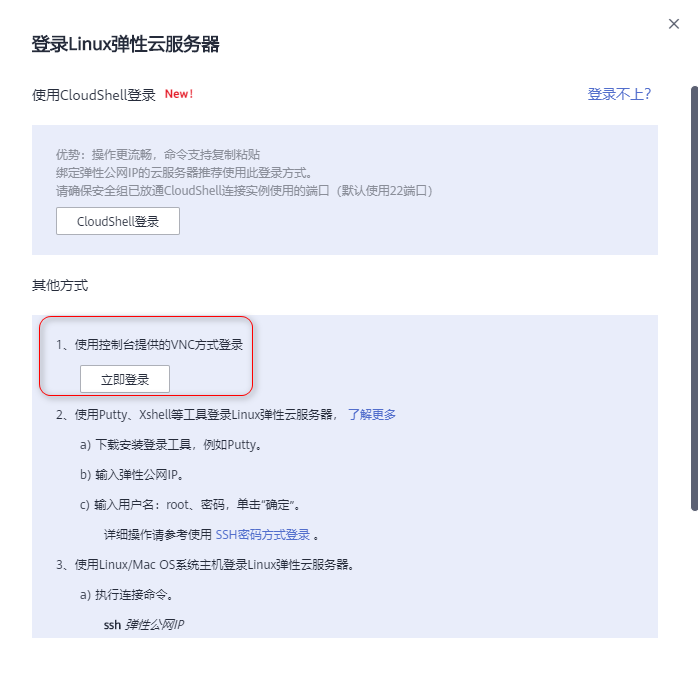 登录Linux弹性云服务器
使用CloudShell登录 New!
登录不上?
优势：操作更流畅，命令支持复制粘贴
绑定弹性公网IP的云服务器推荐使用此登录方式。
请确保安全组已放通CloudShell连接实例使用的端口（默认使用22端口）
CloudShell登录
其他方式
1、使用控制台提供的VNC方式登录
立即登录
2、使用Putty、Xshell等工具登录Linux弹性云服务器， 了解更多
a) 下载安装登录工具，例如Putty。
b) 输入弹性公网IP。
c) 输入用户名：root、密码，单击“确定”。
详细操作请参考使用 SSH密码方式登录 。
3、使用Linux/Mac OS系统主机登录Linux弹性云服务器。
a) 执行连接命令。
ssh 弹性公网IP